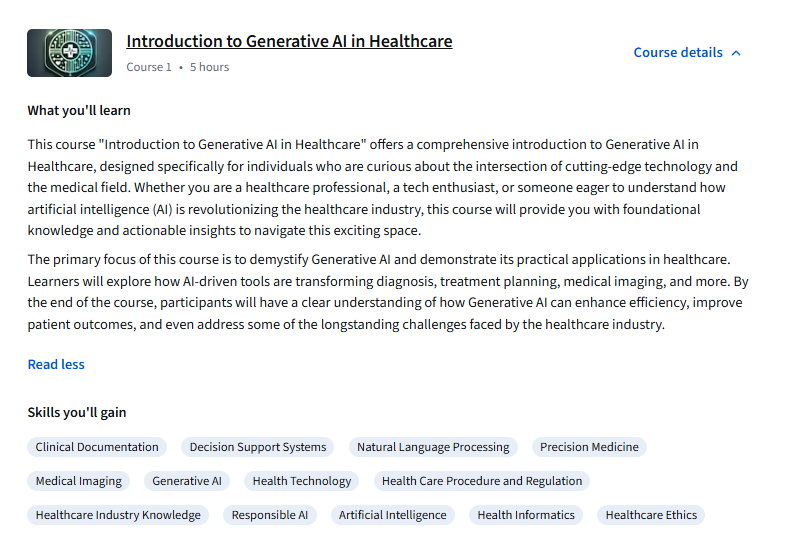 Introduction to Generative AI in Healthcare
Course 1 • 5 hours
Course details
What you'll learn
This course "Introduction to Generative AI in Healthcare" offers a comprehensive introduction to Generative AI in
Healthcare, designed specifically for individuals who are curious about the intersection of cutting-edge technology and
the medical field. Whether you are a healthcare professional, a tech enthusiast, or someone eager to understand how
artificial intelligence (AI) is revolutionizing the healthcare industry, this course will provide you with foundational
knowledge and actionable insights to navigate this exciting space.
The primary focus of this course is to demystify Generative AI and demonstrate its practical applications in healthcare.
Learners will explore how AI-driven tools are transforming diagnosis, treatment planning, medical imaging, and more. By
the end of the course, participants will have a clear understanding of how Generative AI can enhance efficiency, improve
patient outcomes, and even address some of the longstanding challenges faced by the healthcare industry.
Read less
Skills you'll gain
Clinical Documentation Decision Support Systems Natural Language Processing Precision Medicine
Medical Imaging Generative AI Health Technology Health Care Procedure and Regulation
Healthcare Industry Knowledge Responsible AI Artificial Intelligence Health Informatics Healthcare Ethics